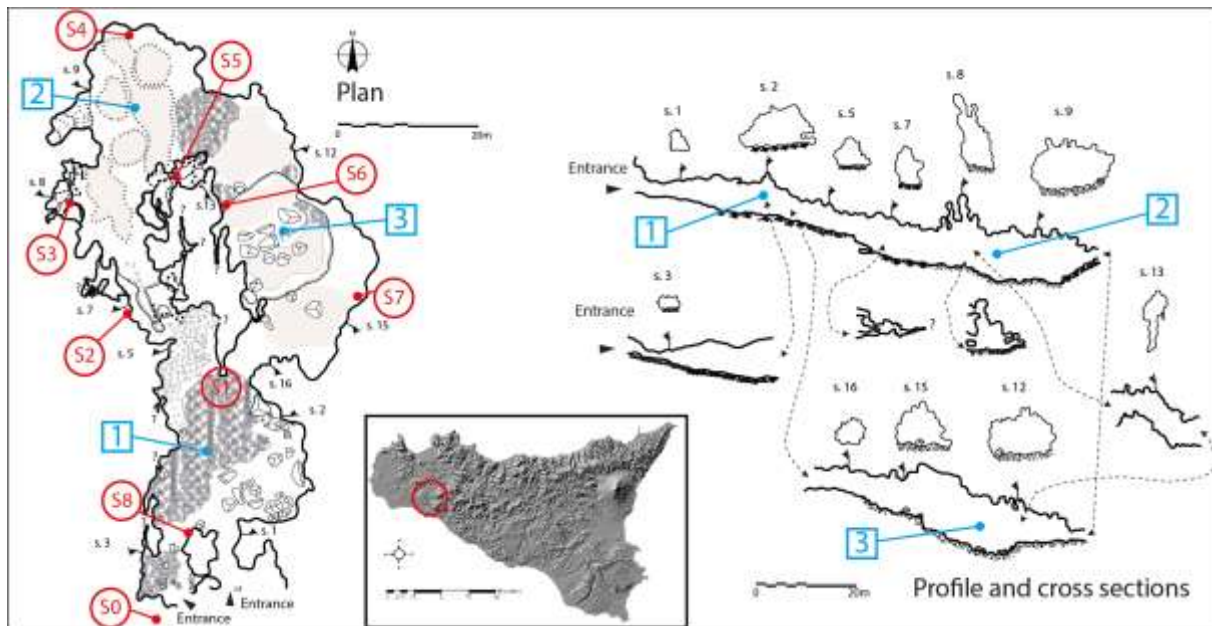 S4
S5
s. 9
2
N
Plan
0
20m
s. 12
s. 8
S6
s. 13
?
3
S3
?
S7
s. 7
?
s. 15
S2
s. 5
S1
s. 16
?
s. 2
1
?
S8
s. 1
s. 3
S0
Entrance
Entrance
s. 8
s. 2
s. 9
s. 1
s. 5
s. 7
Entrance
1
2
s. 3
s. 13
Entrance
?
s. 16
s. 15
s. 12
3
0
20m
Profile and cross sections